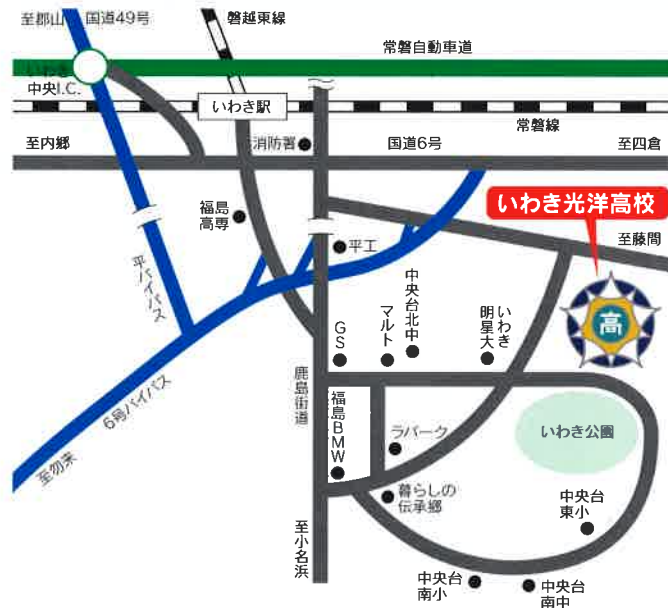 至郡山
国道49号
磐越東線
常磐自動車道
いわき
中央I.C.
いわき駅
常磐線
至内郷
消防署
国道6号
至四倉
福島
高専
いわき光洋高校
至藤間
平工
平バイパス
中央台北中
マルト
GS
いわき
明星大
高
6号バイパス
至勿来
鹿島街道
福島BMW
ラパーク
いわき公園
暮らしの
伝承郷
中央台
東小
至小名浜
中央台
南小
中央台
南中